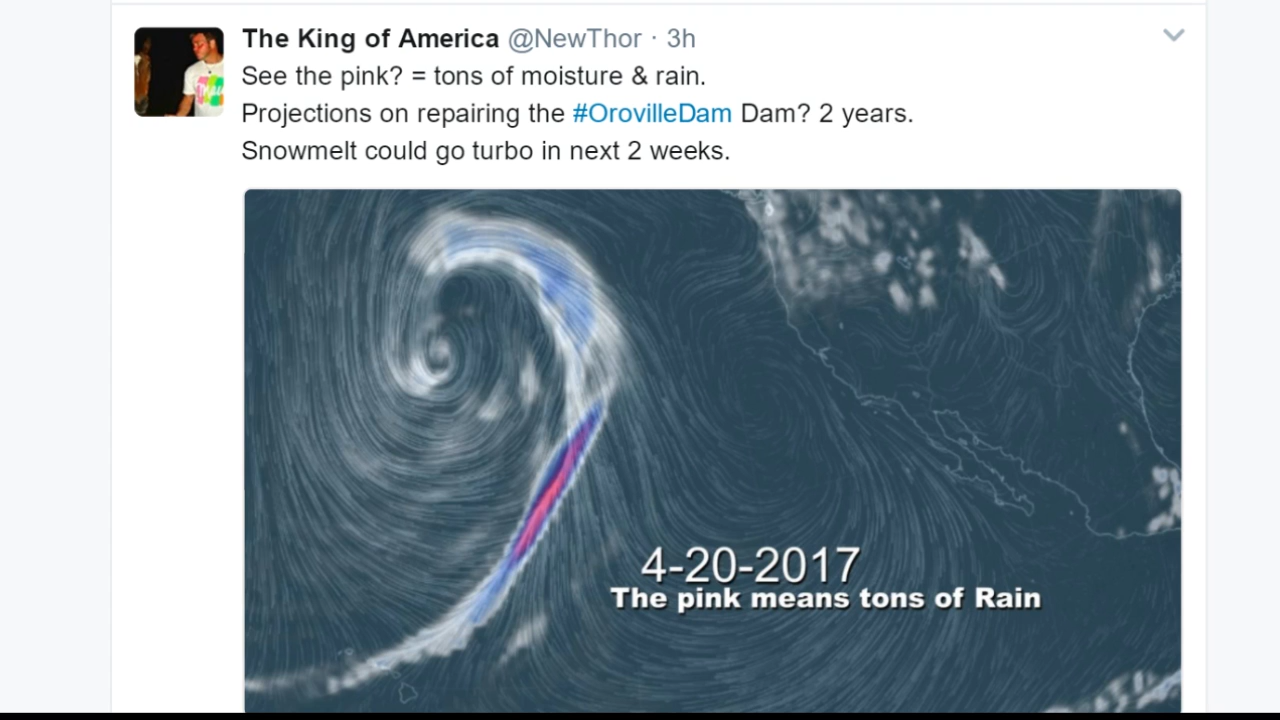 The King of America @NewThor · 3h
See the pink? = tons of moisture & rain.
Projections on repairing the #OrovilleDam Dam? 2 years.
Snowmelt could go turbo in next 2 weeks.
4-20-2017
The pink means tons of Rain